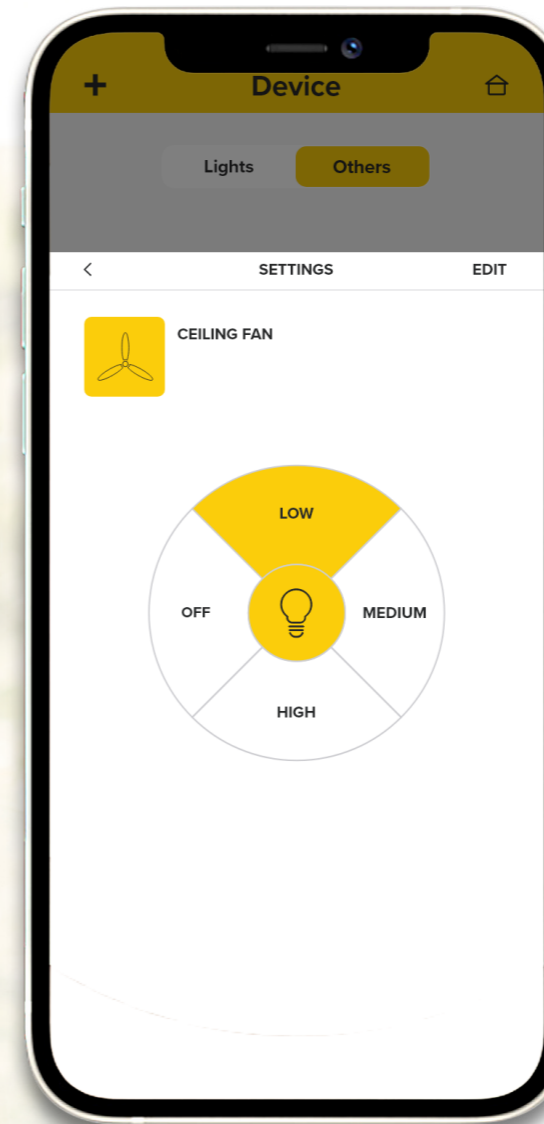 Device
Lights Others
SETTINGS EDIT
CEILING FAN
LOW
OFF MEDIUM
HIGH